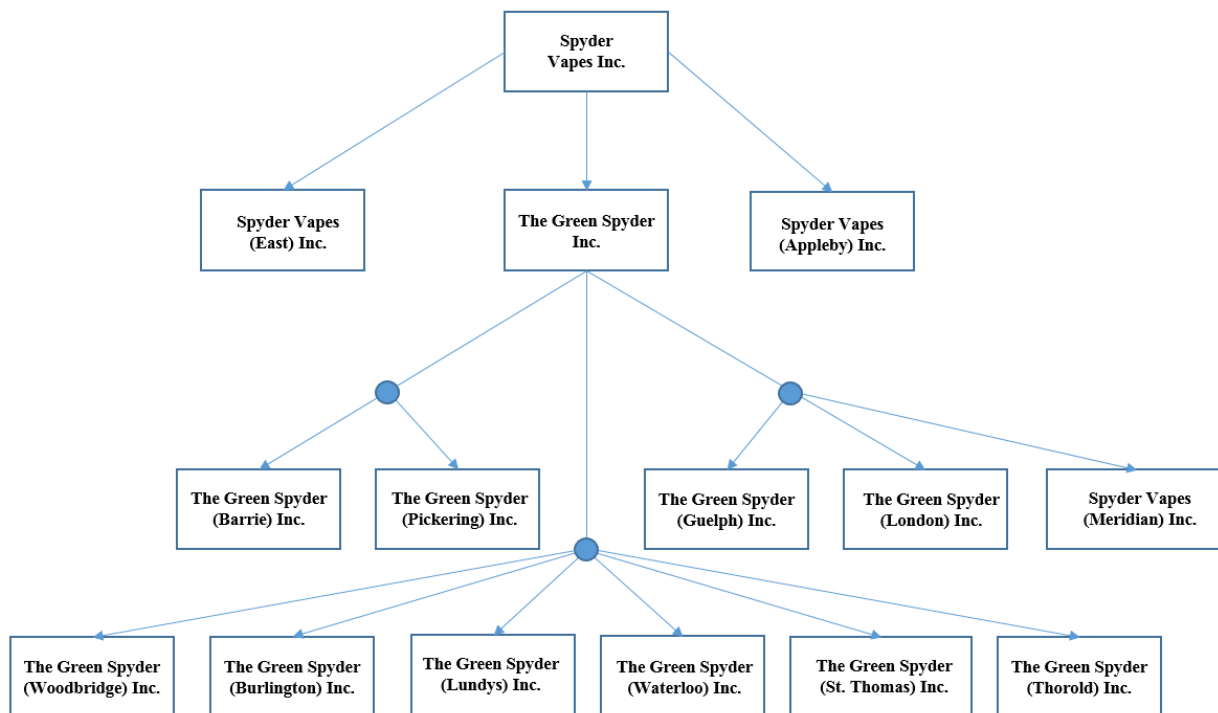 Spyder
Vapes Inc.
Spyder Vapes
(East) Inc.
The Green Spyder
Inc.
Spyder Vapes
(Appleby) Inc.
The Green Spyder
(Barrie) Inc.
The Green Spyder
(Pickering) Inc.
The Green Spyder
(Guelph) Inc.
The Green Spyder
(London) Inc.
Spyder Vapes
(Meridian) Inc.
The Green Spyder
(Woodbridge) Inc.
The Green Spyder
(Burlington) Inc.
The Green Spyder
(Lundys) Inc.
The Green Spyder
(Waterloo) Inc.
The Green Spyder
(St. Thomas) Inc.
The Green Spyder
(Thorold) Inc.